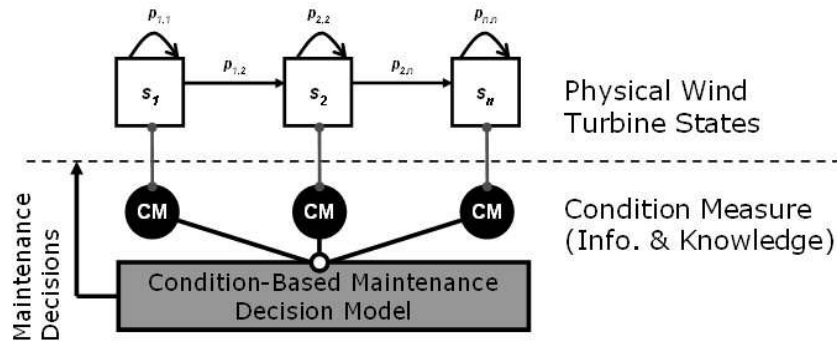 p1,1
p2,2
pn,n
p1,2
p2,n
s1
s2
sn
Physical Wind
Turbine States
CM
CM
CM
Condition Measure
(Info. & Knowledge)
Maintenance
Decisions
Condition-Based Maintenance
Decision Model